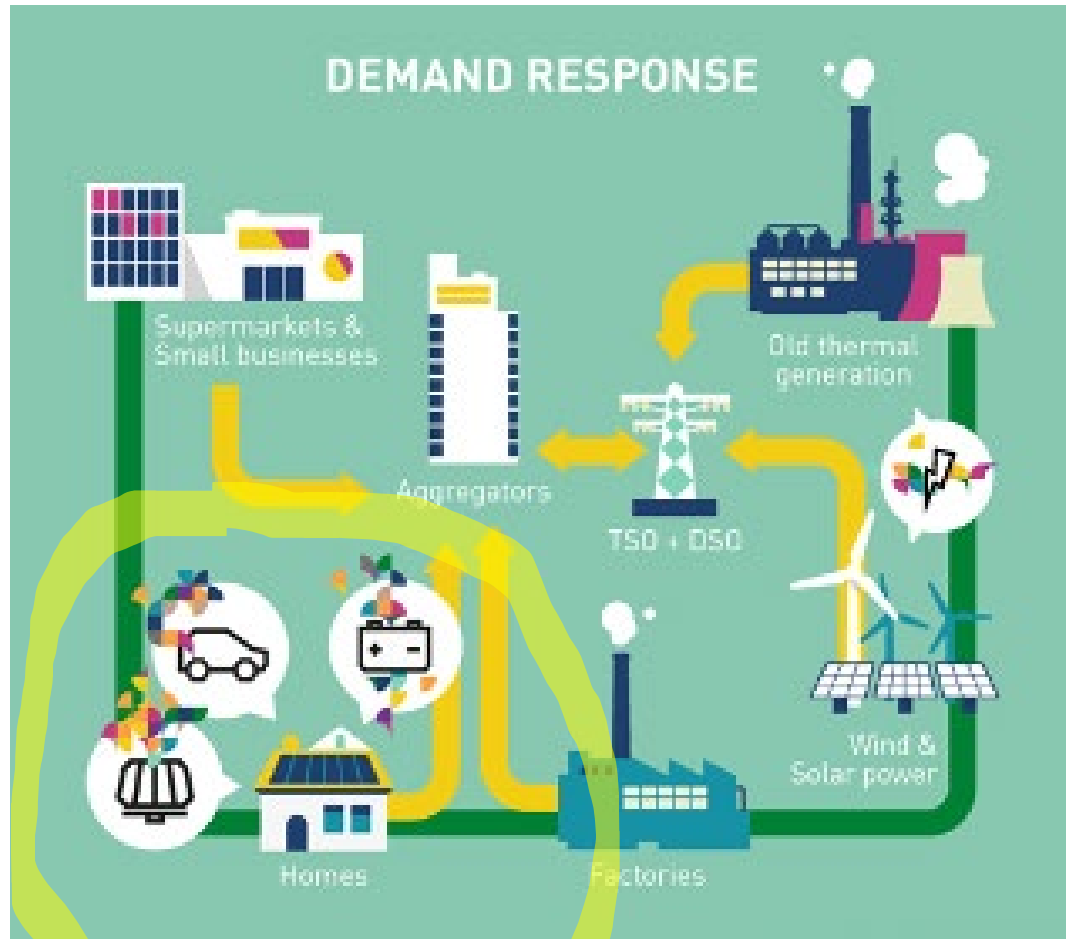 DEMAND RESPONSE
Supermarkets &
Small businesses
Old thermal
generation
Aggregators
TSO + DSO
Wind &
Solar power
Homes
Factories